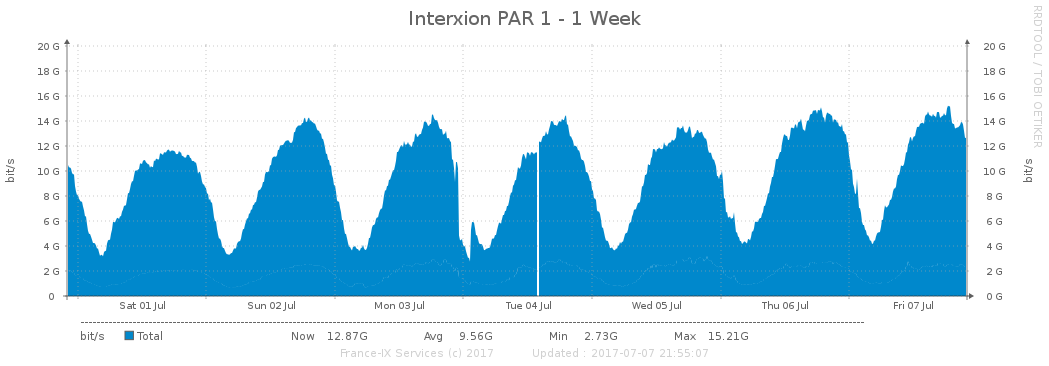 Interxion PAR 1 - 1 Week
RRDTOOL / TOBI OETIKER
20 G 20 G
18 G 18 G
16 G 16 G
14 G 14 G
12 G 12 G
10 G 10 G
8 G 8 G
6 G 6 G
4 G 4 G
2 G 2 G
0 0 G
bit/s
bit/s
Sat 01 Jul Sun 02 Jul Mon 03 Jul Tue 04 Jul Wed 05 Jul Thu 06 Jul Fri 07 Jul
bit/s Total Now 12.87G Avg 9.56G Min 2.73G Max 15.21G
France-IX Services (c) 2017 Updated : 2017-07-07 21:55:07